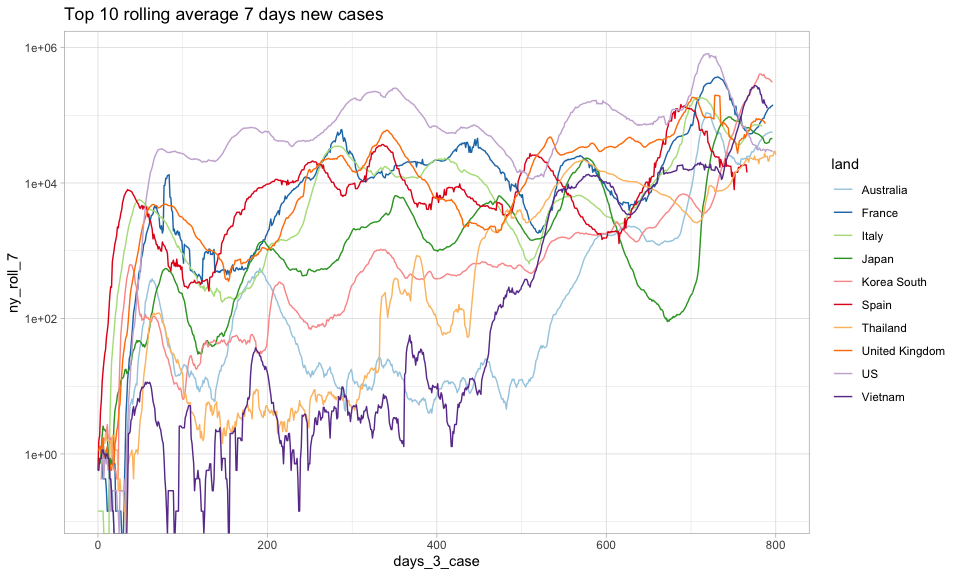 Top 10 rolling average 7 days new cases
1e+06
1e+04
1e+02
1e+00
ny_roll_7
0
200
400
600
800
days_3_case
land
Australia
France
Italy
Japan
Korea South
Spain
Thailand
United Kingdom
US
Vietnam